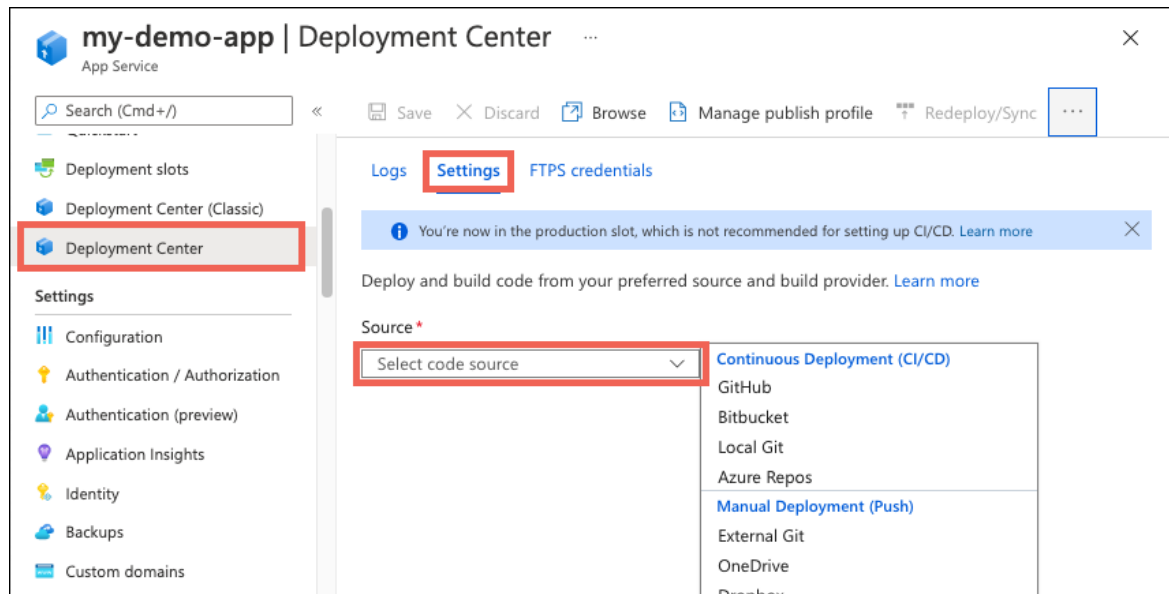 my-demo-app | Deployment Center ...
App Service
Search (Cmd+/)
«
Save
Discard
Browse
Manage publish profile
Redeploy/Sync
...
Quickstart
Deployment slots
Deployment Center (Classic)
Deployment Center
Settings
Configuration
Authentication / Authorization
Authentication (preview)
Application Insights
Identity
Backups
Custom domains
Logs
Settings
FTPS credentials
You're now in the production slot, which is not recommended for setting up CI/CD. Learn more
Deploy and build code from your preferred source and build provider. Learn more
Source *
Select code source
Continuous Deployment (CI/CD)
GitHub
Bitbucket
Local Git
Azure Repos
Manual Deployment (Push)
External Git
OneDrive
Dropbox